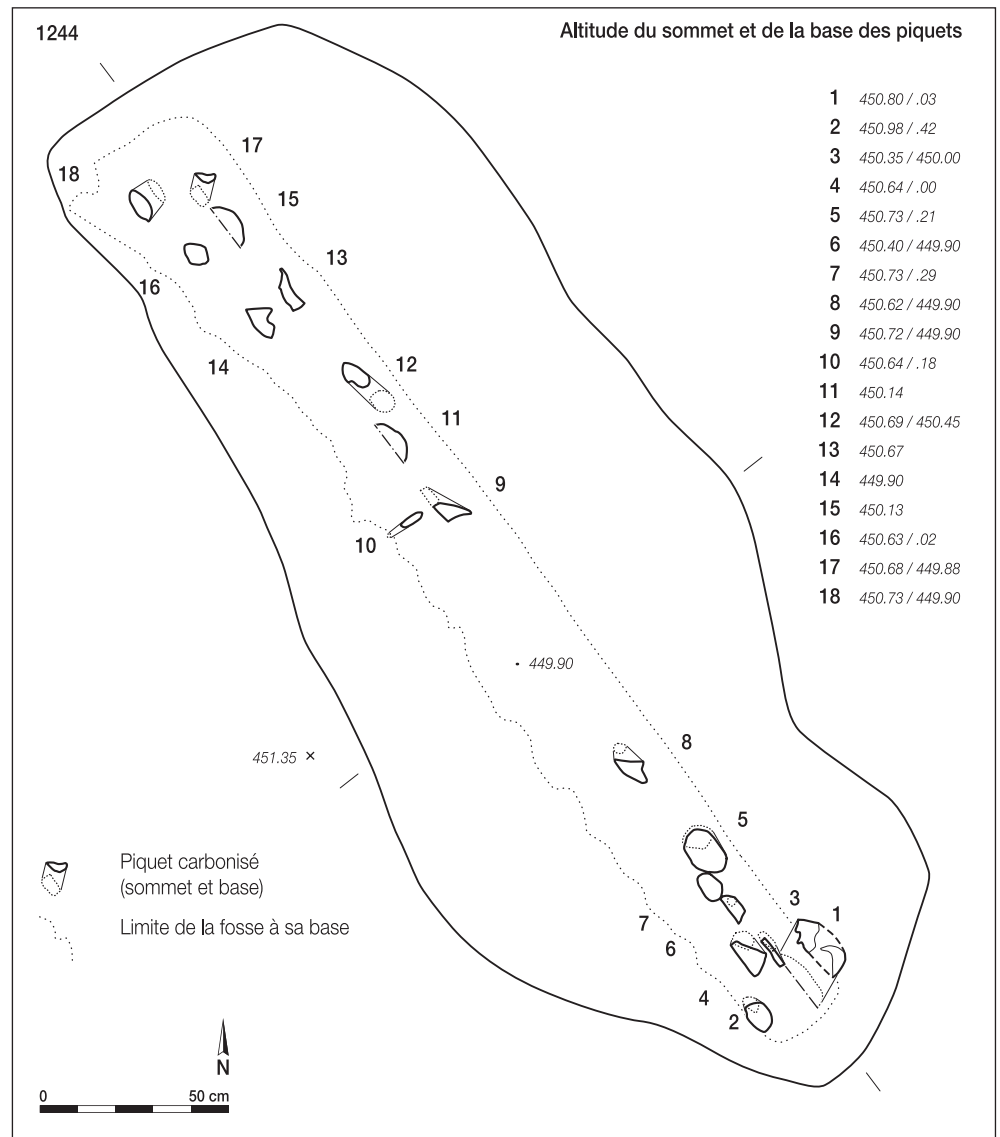 1244
Altitude du sommet et de la base des piquets
1 450.80 / .03
2 450.98 / .42
3 450.35 / 450.00
4 450.64 / .00
5 450.73 / .21
6 450.40 / 449.90
7 450.73 / .29
8 450.62 / 449.90
9 450.72 / 449.90
10 450.64 / .18
11 450.14
12 450.69 / 450.45
13 450.67
14 449.90
15 450.13
16 450.63 / .02
17 450.68 / 449.88
18 450.73 / 449.90
17
18
15
13
16
14
12
11
9
10
449.90
8
451.35
5
3
1
7
6
4
2
Piquet carbonisé
(sommet et base)
Limite de la fosse à sa base
N
0 50 cm